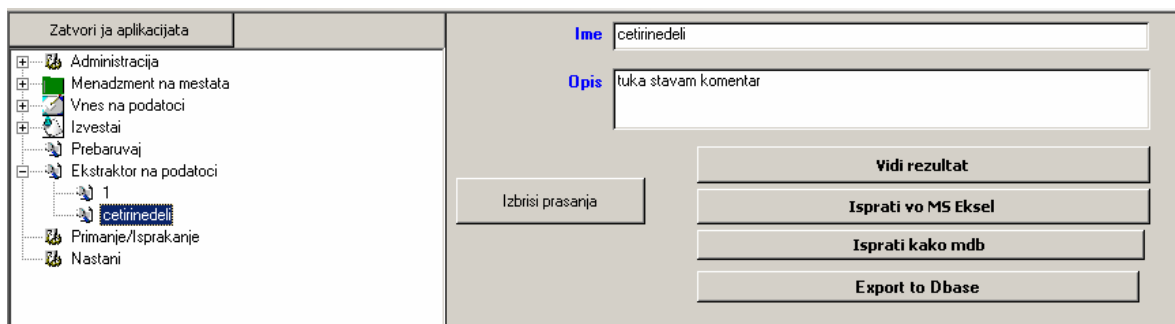 Zatvori ja aplikacijata
Administracija
Menadzment na mestata
Vnes na podatoci
Izvestai
Prebaruvaj
Ekstraktor na podatoci
1
cetirinedeli
Primanje/Isprakanje
Nastani
Ime cetirinedeli
Opis tuka stavam komentar
Izbrisi prasanja
Vidi rezultat
Isprati vo MS Eksel
Isprati kako mdb
Export to Dbase